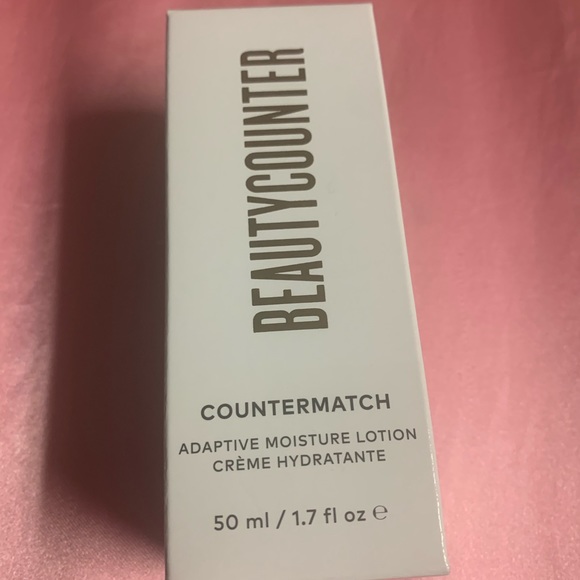 BEAUTYCOUNTER
COUNTERMATCH
ADAPTIVE MOISTURE LOTION
CRÈME HYDRATANTE
50 ml / 1.7 fl oz ℮